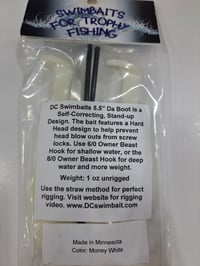 SWIMBAITS
FOR TROPHY
FISHING
DC Swimbaits 5.5" Da Boot is a
Self-Correcting, Stand-up
Design. The bait features a Hard
Head design to help prevent
head blow outs from screw
locks. Use 6/0 Owner Beast
Hook for shallow water, or the
8/0 Owner Beast Hook for deep
water and more weight.
Weight: 1 oz unrigged
Use the straw method for perfect
rigging. Visit website for rigging
video. www.DCswimbait.com
Made in Minnesota
Color: Money White